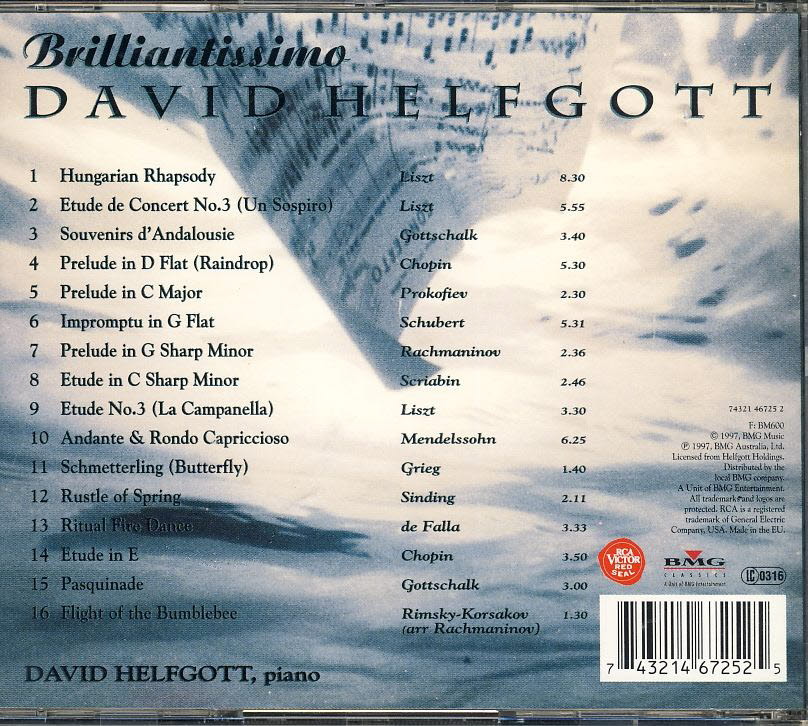 Brilliantissimo
DAVID HELFGOTT
1 Hungarian Rhapsody Liszt 8.30
2 Etude de Concert No.3 (Un Sospiro) Liszt 5.55
3 Souvenirs d'Andalousie Gottschalk 3.40
4 Prelude in D Flat (Raindrop) Chopin 5.30
5 Prelude in C Major Prokofiev 2.30
6 Impromptu in G Flat Schubert 5.31
7 Prelude in G Sharp Minor Rachmaninov 2.36
8 Etude in C Sharp Minor Scriabin 2.46
9 Etude No.3 (La Campanella) Liszt 3.30
10 Andante & Rondo Capriccioso Mendelssohn 6.25
11 Schmetterling (Butterfly) Grieg 1.40
12 Rustle of Spring Sinding 2.11
13 Ritual Fire Dance de Falla 3.33
14 Etude in E Chopin 3.50
15 Pasquinade Gottschalk 3.00
16 Flight of the Bumblebee Rimsky-Korsakov 1.30
(arr Rachmaninov)
DAVID HELFGOTT, piano
74321 46725 2
F: BM600
© 1997, BMG Music
℗ 1997, BMG Australia, Ltd.
Licensed from Helfgott Holdings.
Distributed by the
local BMG company.
A Unit of BMG Entertainment.
All trademarks and logos are
protected. RCA is a registered
trademark of General Electric
Company, USA. Made in the EU.
RCA
VICTOR
RED
SEAL
BMG
CLASSICS
A Unit of BMG Entertainment
LC 0316
7 43214 67252 5